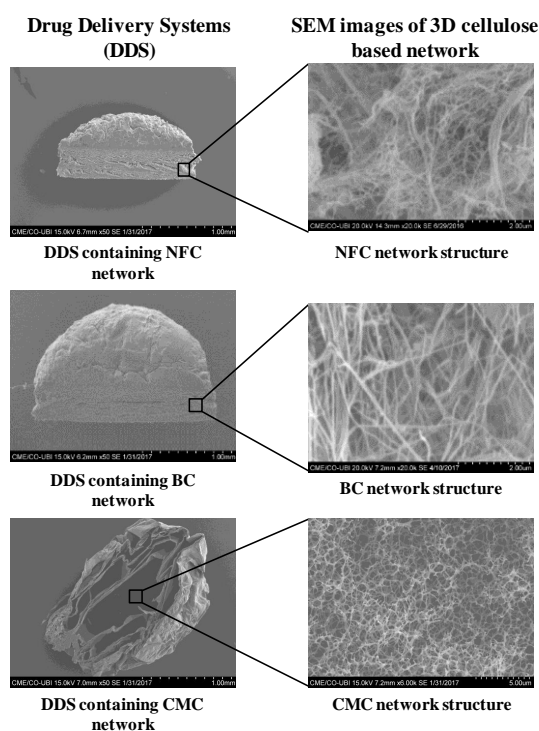 Drug Delivery Systems
(DDS)
SEM images of 3D cellulose
based network
CME/CO-UBI 15.0kV 6.7mm x50 SE 1/31/2017 1.00mm
CME/CO-UBI 20.0kV 14.3mm x20.0k SE 6/29/2016 2.00um
DDS containing NFC
network
NFC network structure
CME/CO-UBI 15.0kV 6.2mm x50 SE 1/31/2017 1.00mm
CME/CO-UBI 20.0kV 7.2mm x20.0k SE 4/10/2017 2.00um
DDS containing BC
network
BC network structure
CME/CO-UBI 15.0kV 7.0mm x50 SE 1/31/2017 1.00mm
CME/CO-UBI 15.0kV 7.2mm x6.00k SE 1/31/2017 5.00um
DDS containing CMC
network
CMC network structure